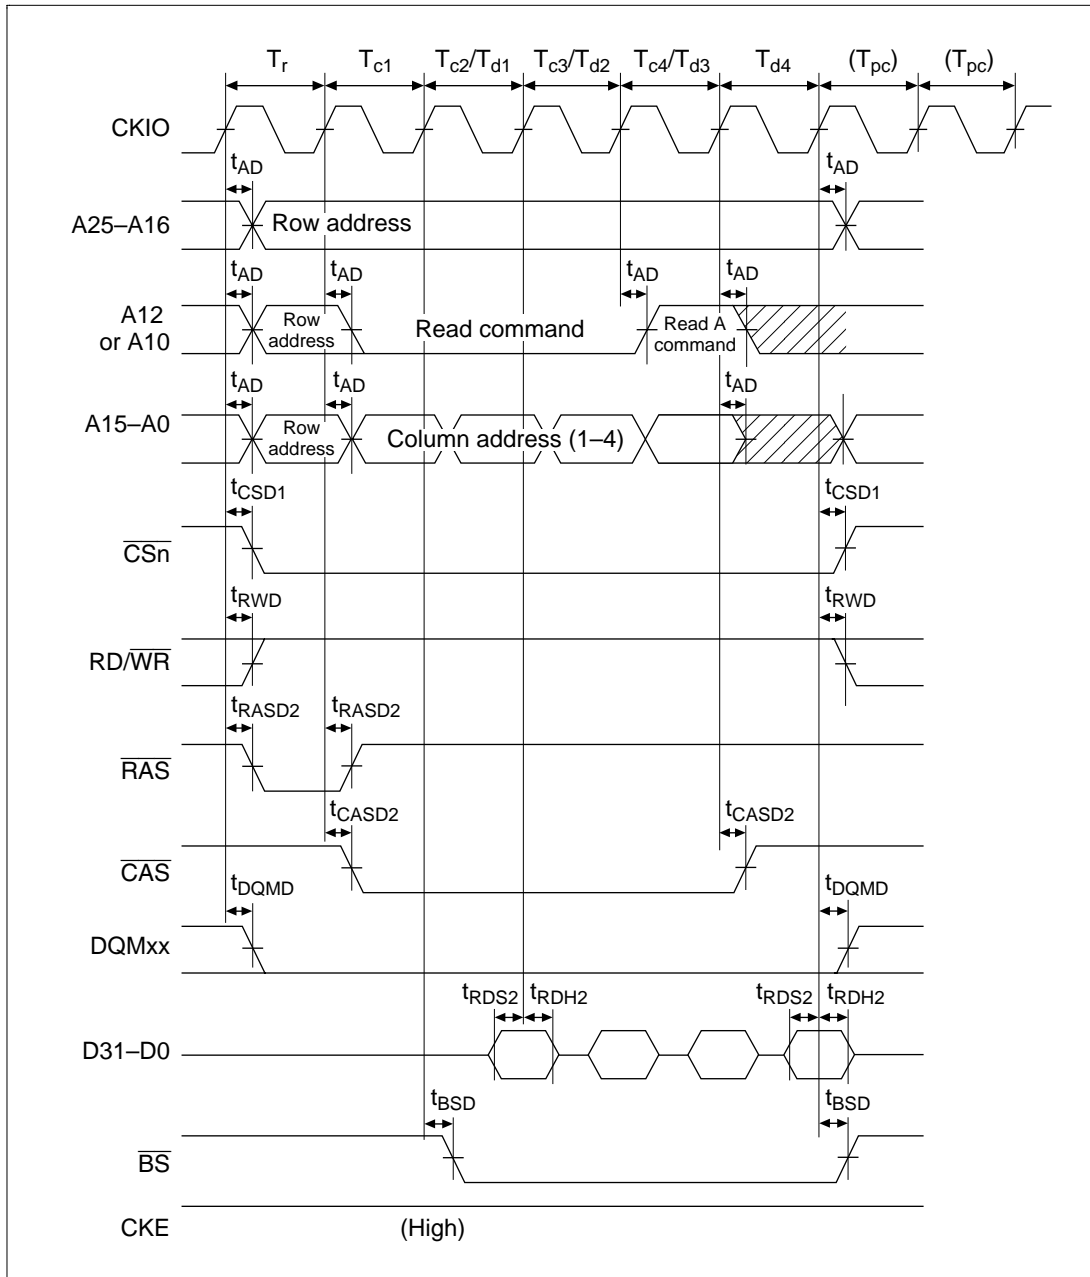 Tr Tc1 Tc2/Td1 Tc3/Td2 Tc4/Td3 Td4 (Tpc) (Tpc)
CKIO
tAD tAD
A25–A16 Row address
tAD tAD tAD tAD
A12
or A10
Row
address
Read command
Read A
command
tAD tAD tAD
A15–A0
Row
address
Column address (1–4)
tCSD1 tCSD1
CSn
tRWD tRWD
RD/WR
tRASD2 tRASD2
RAS
tCASD2 tCASD2
CAS
tDQMD tDQMD
DQMxx
tRDS2 tRDH2 tRDS2 tRDH2
D31–D0
tBSD tBSD
BS
CKE (High)